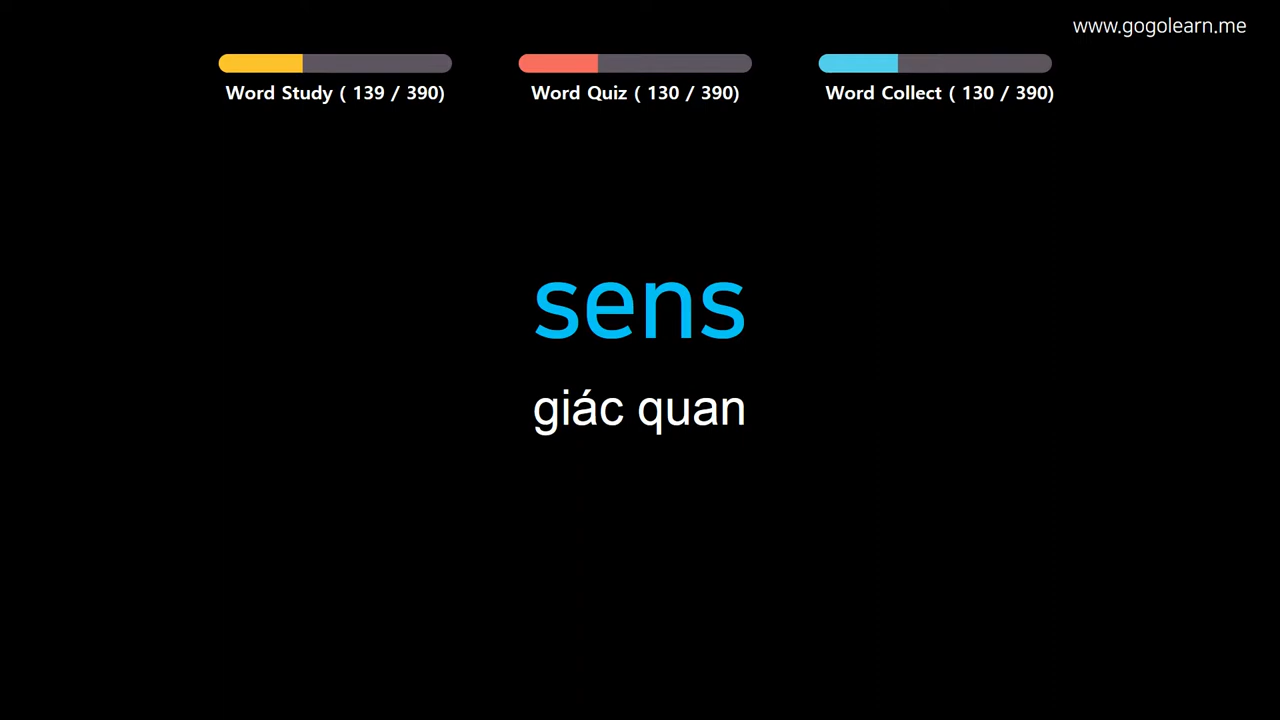 www.gogolearn.me
Word Study ( 139 / 390)
Word Quiz ( 130 / 390)
Word Collect ( 130 / 390)
sens
giác quan